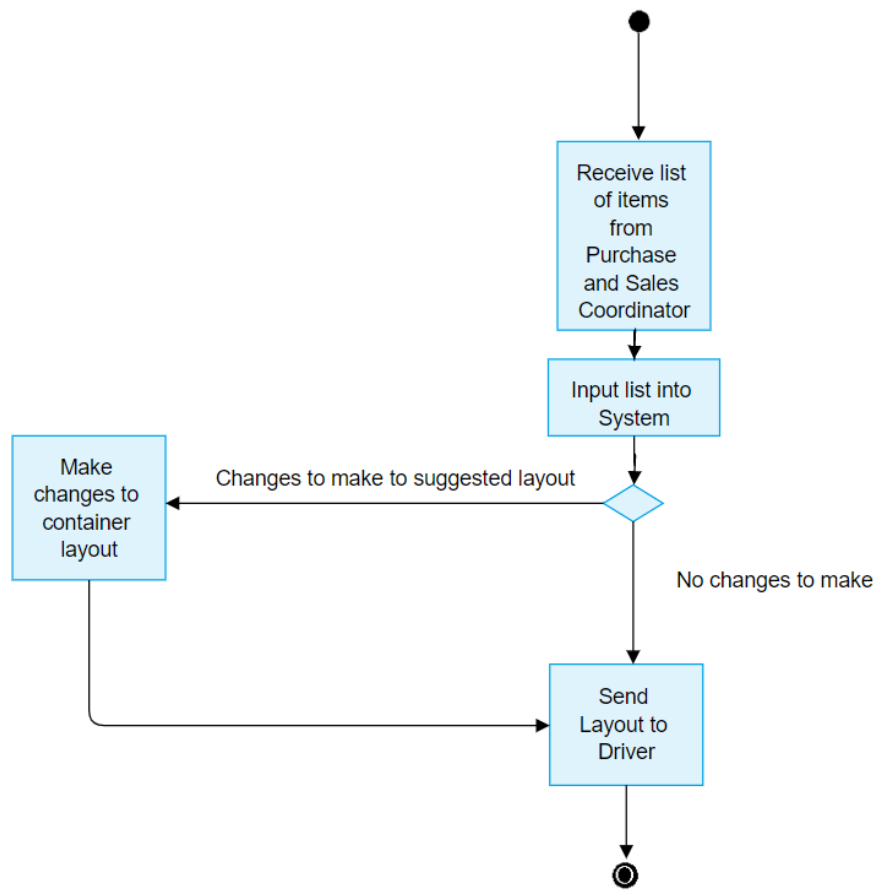 Receive list
of items
from
Purchase
and Sales
Coordinator
Input list into
System
Changes to make to suggested layout
Make
changes to
container
layout
No changes to make
Send
Layout to
Driver